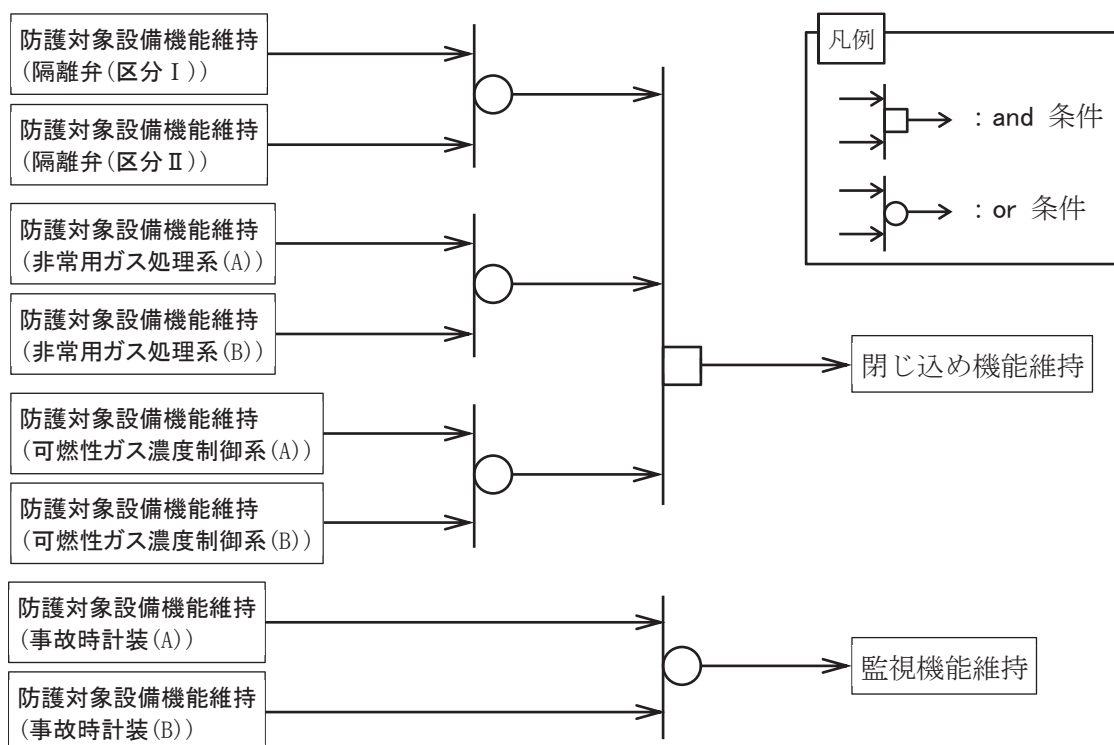 防護対象設備機能維持
(隔離弁(区分Ⅰ))
防護対象設備機能維持
(隔離弁(区分Ⅱ))
防護対象設備機能維持
(非常用ガス処理系(A))
防護対象設備機能維持
(非常用ガス処理系(B))
防護対象設備機能維持
(可燃性ガス濃度制御系(A))
防護対象設備機能維持
(可燃性ガス濃度制御系(B))
防護対象設備機能維持
(事故時計装(A))
防護対象設備機能維持
(事故時計装(B))
閉じ込め機能維持
監視機能維持
凡例
：and 条件
：or 条件